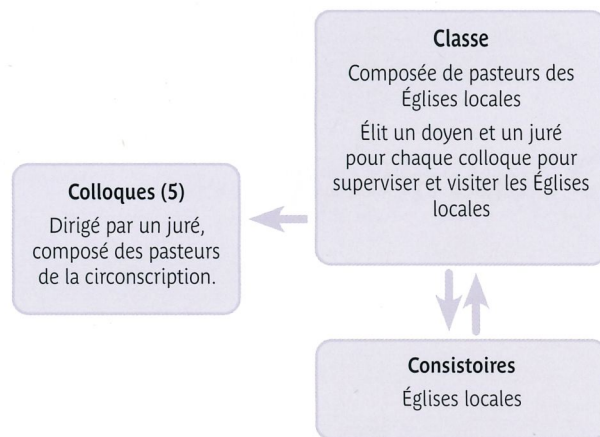 Classe
Composée de pasteurs des
Églises locales
Élit un doyen et un juré
pour chaque colloque pour
superviser et visiter les Églises
locales
Colloques (5)
Dirigé par un juré,
composé des pasteurs
de la circonscription.
Consistoires
Églises locales